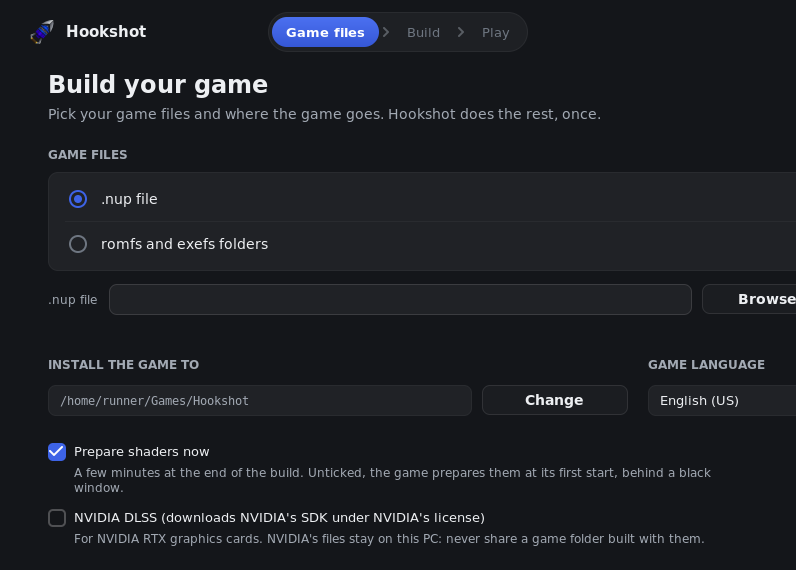 Hookshot
Game files
Build
Play
Build your game
Pick your game files and where the game goes. Hookshot does the rest, once.
GAME FILES
.nup file
romfs and exefs folders
.nup file
Browse
INSTALL THE GAME TO
GAME LANGUAGE
/home/runner/Games/Hookshot
Change
English (US)
Prepare shaders now
A few minutes at the end of the build. Unticked, the game prepares them at its first start, behind a black
window.
NVIDIA DLSS (downloads NVIDIA's SDK under NVIDIA's license)
For NVIDIA RTX graphics cards. NVIDIA's files stay on this PC: never share a game folder built with them.